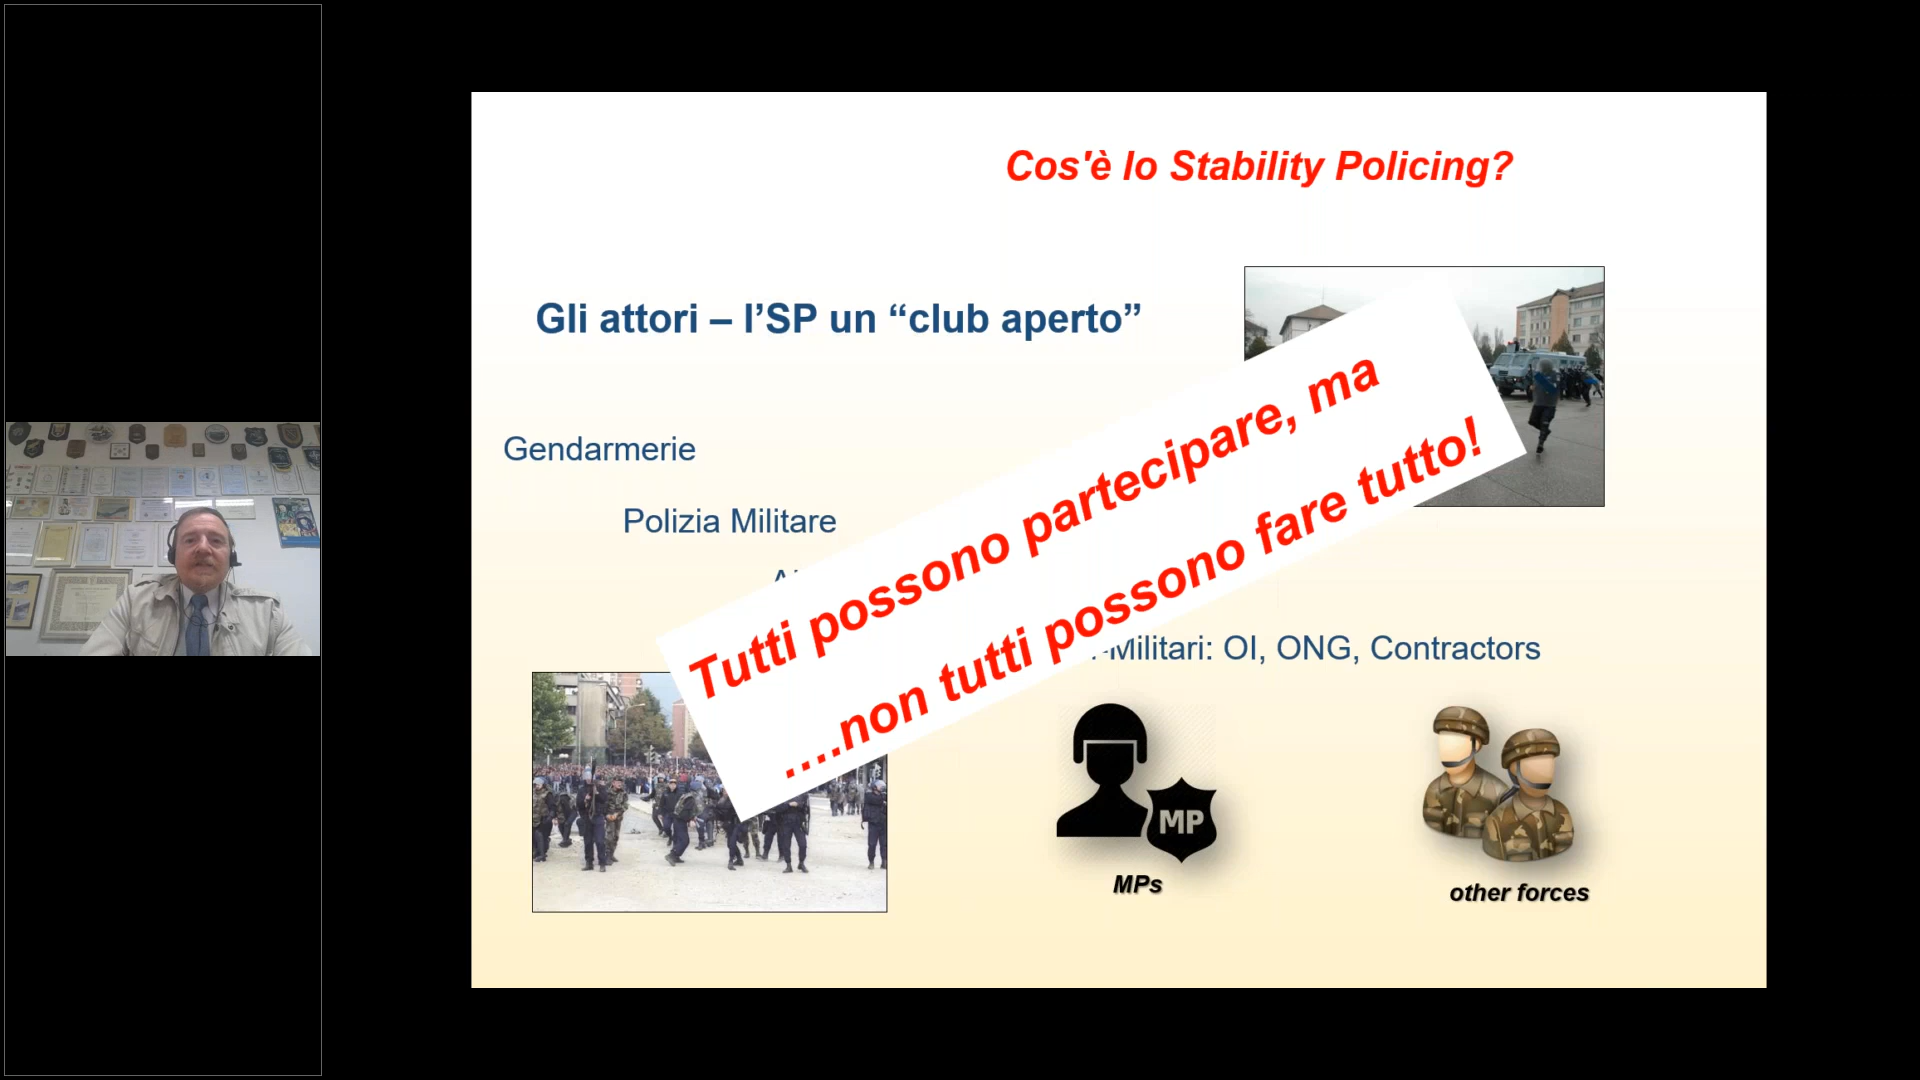 Cos'è lo Stability Policing?
Gli attori – l’SP un “club aperto”
Gendarmerie
Polizia Militare
Tutti possono partecipare, ma
....non tutti possono fare tutto!
Militari: OI, ONG, Contractors
MP
MPs
other forces